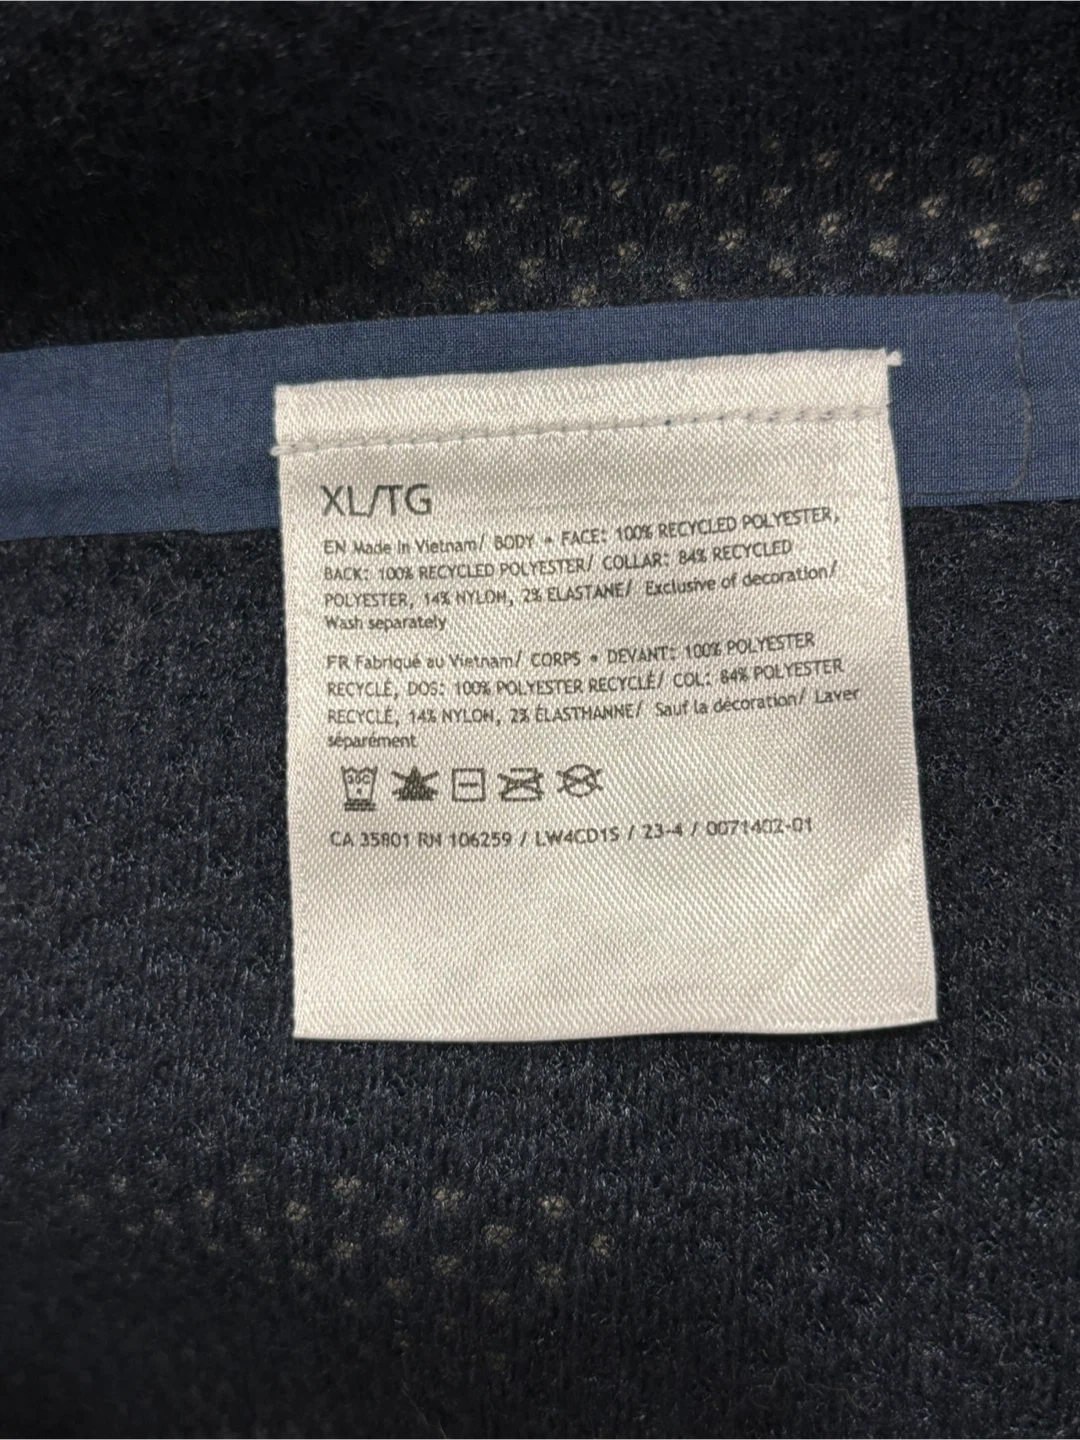 XL/TG
EN Made in Vietnam/ BODY • FACE: 100% RECYCLED POLYESTER,
BACK: 100% RECYCLED POLYESTER/ COLLAR: 84% RECYCLED
POLYESTER, 14% NYLON, 2% ELASTANE/ Exclusive of decoration/
Wash separately
FR Fabriqué au Vietnam/ CORPS • DEVANT: 100% POLYESTER
RECYCLÉ, DOS: 100% POLYESTER RECYCLÉ/ COL: 84% POLYESTER
RECYCLÉ, 14% NYLON, 2% ÉLASTHANNE/ Sauf la décoration/ Laver
séparément
30C
CA 35801 RN 106259 / LW4CD1S / 23-4 / 0071402-01